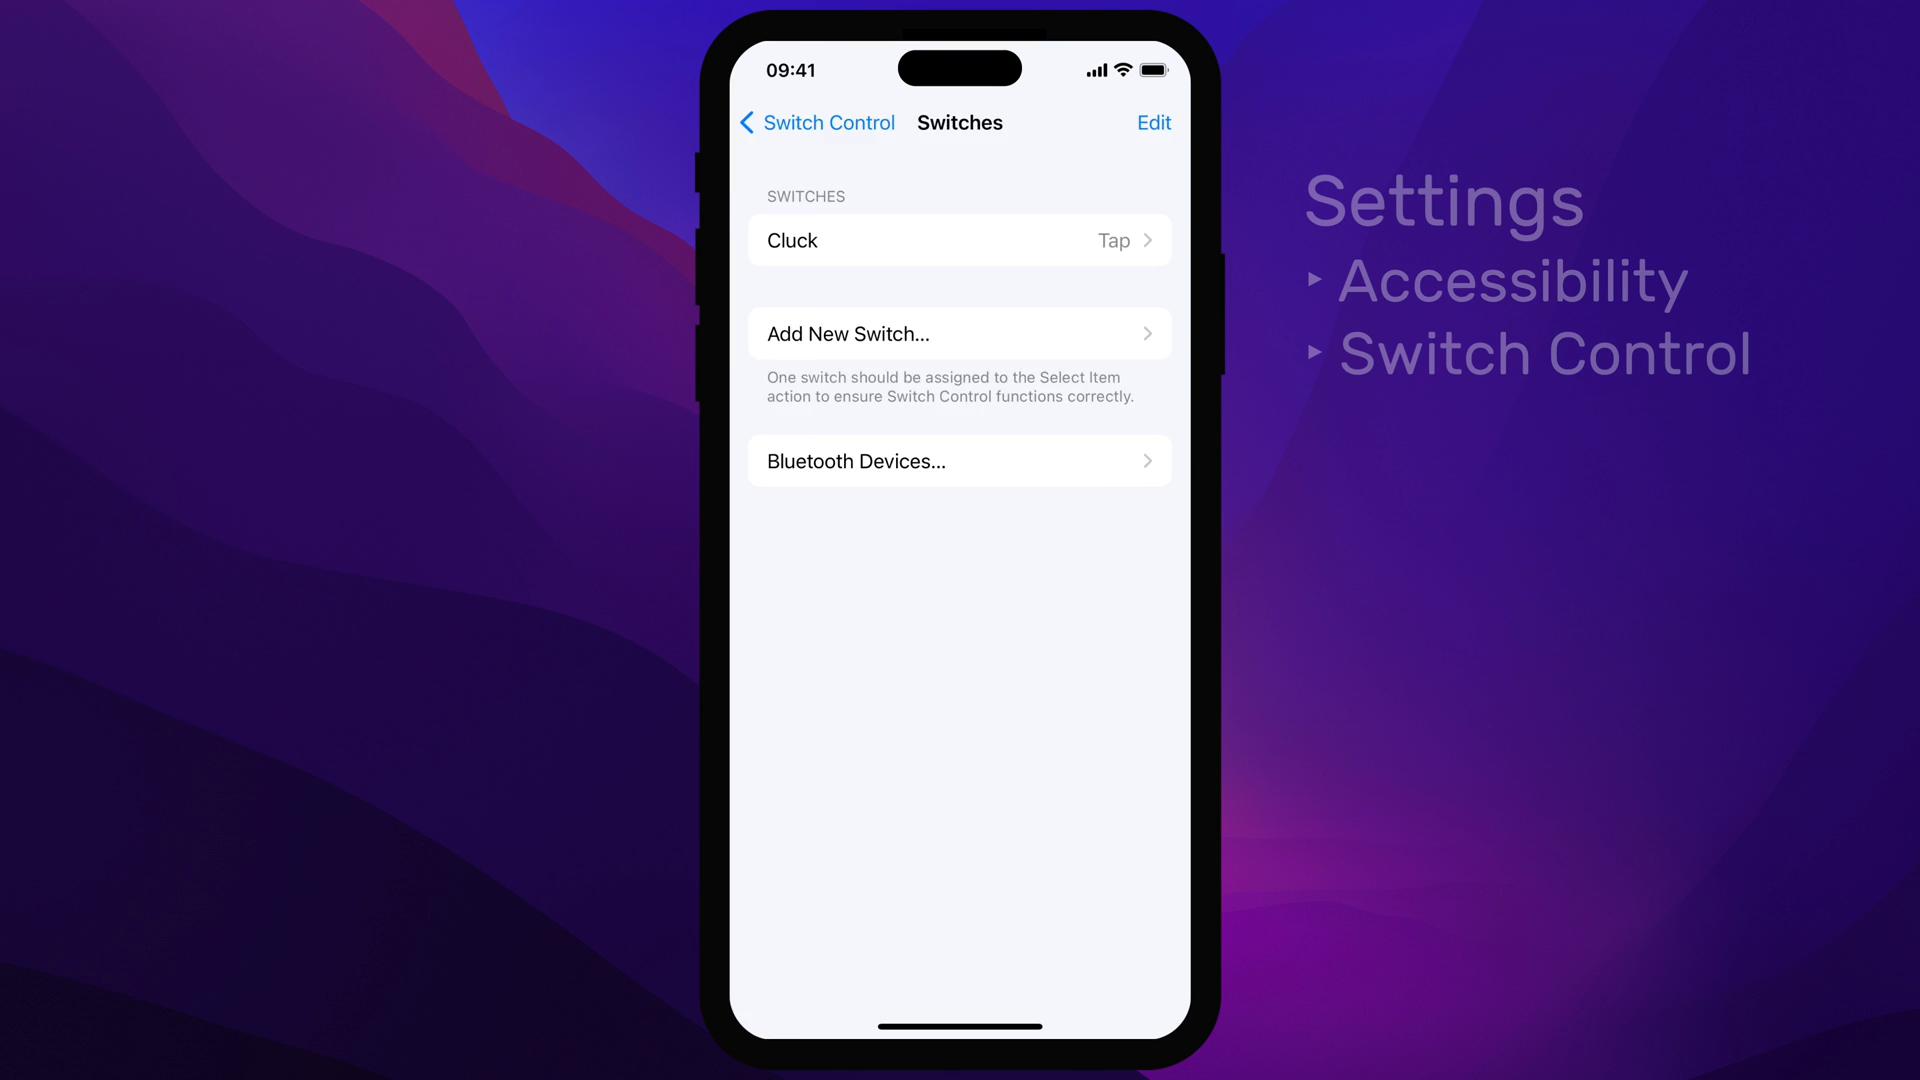 09:41
Switch Control
Switches
Edit
SWITCHES
Cluck
Tap
Add New Switch...
One switch should be assigned to the Select Item
action to ensure Switch Control functions correctly.
Bluetooth Devices...
Settings
‣ Accessibility
‣ Switch Control